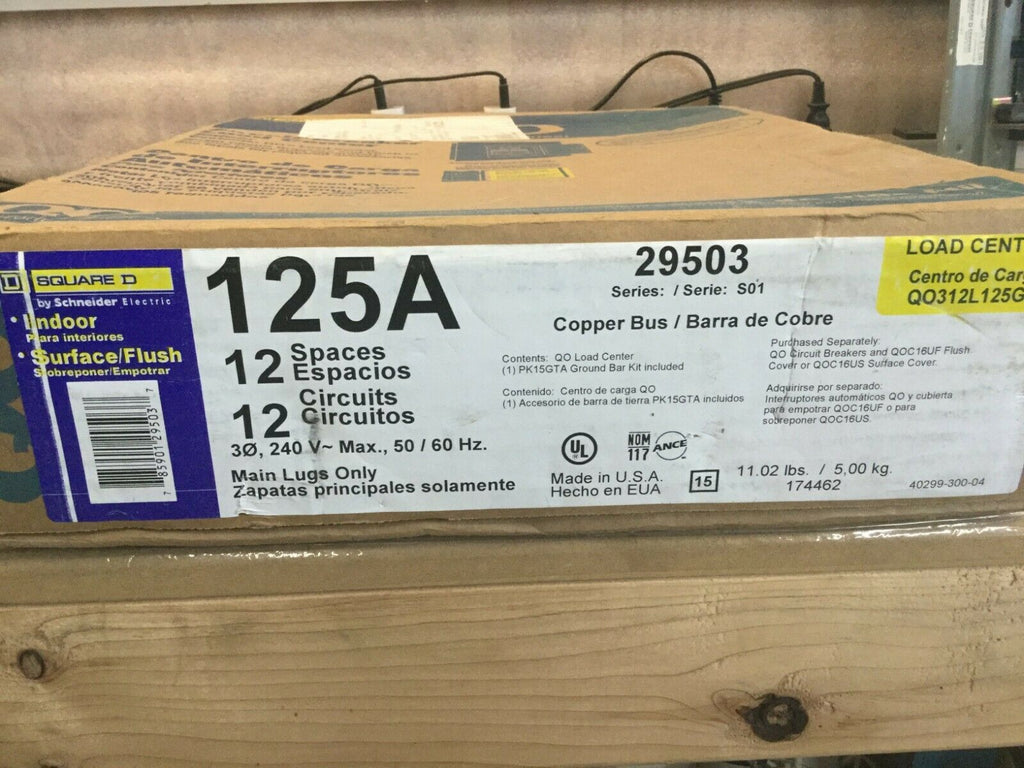 SQUARE D
by Schneider Electric
• Indoor
Para interiores
• Surface/Flush
Sobreponer/Empotrar
7 85901 29503 7
125A
12 Spaces
Espacios
12 Circuits
Circuitos
3Ø, 240 V~ Max., 50 / 60 Hz.
Main Lugs Only
Zapatas principales solamente
29503
Series: / Serie: S01
Copper Bus / Barra de Cobre
Contents: QO Load Center
(1) PK15GTA Ground Bar Kit included
Contenido: Centro de carga QO
(1) Accesorio de barra de tierra PK15GTA incluidos
Purchased Separately:
QO Circuit Breakers and QOC16UF Flush
Cover or QOC16US Surface Cover.
Adquirirse por separado:
Interruptores automáticos QO y cubierta
para empotrar QOC16UF o para
sobreponer QOC16US.
UL
NOM
117
ANCE
Made in U.S.A.
Hecho en EUA
15
11.02 lbs. / 5,00 kg.
174462
40299-300-04
LOAD CENT
Centro de Car
QO312L125G